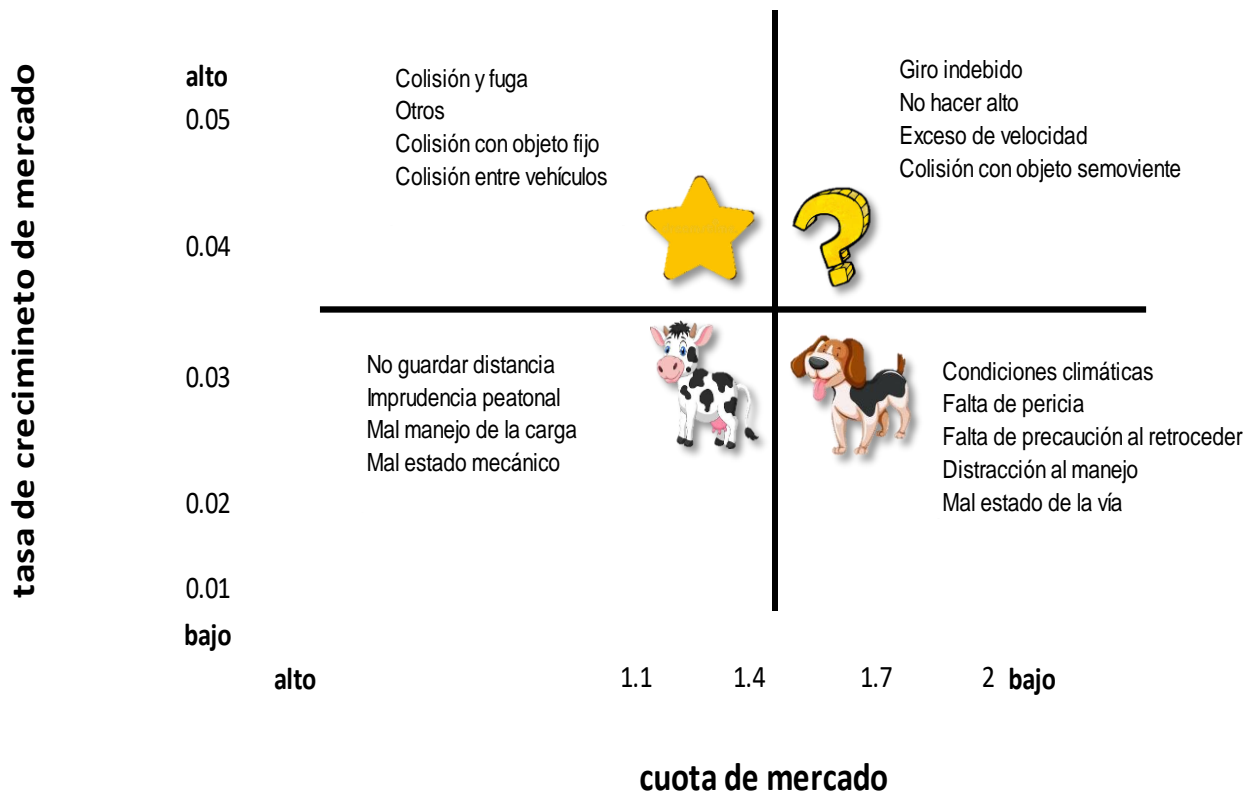 tasa de crecimineto de mercado
alto
0.05
0.04
0.03
0.02
0.01
bajo
Colisión y fuga
Otros
Colisión con objeto fijo
Colisión entre vehículos
Giro indebido
No hacer alto
Exceso de velocidad
Colisión con objeto semoviente
No guardar distancia
Imprudencia peatonal
Mal manejo de la carga
Mal estado mecánico
Condiciones climáticas
Falta de pericia
Falta de precaución al retroceder
Distracción al manejo
Mal estado de la vía
alto 1.1 1.4 1.7 2 bajo
cuota de mercado